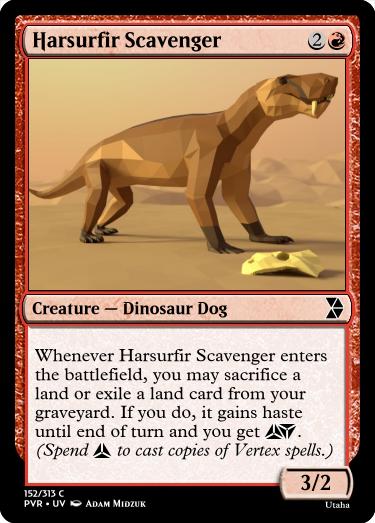 Harsurfir Scavenger 2
Creature — Dinosaur Dog
Whenever Harsurfir Scavenger enters
the battlefield, you may sacrifice a
land or exile a land card from your
graveyard. If you do, it gains haste
until end of turn and you get .
(Spend to cast copies of Vertex spells.)
3/2
152/313 C
PVR • UV Adam Midzuk
Utaha